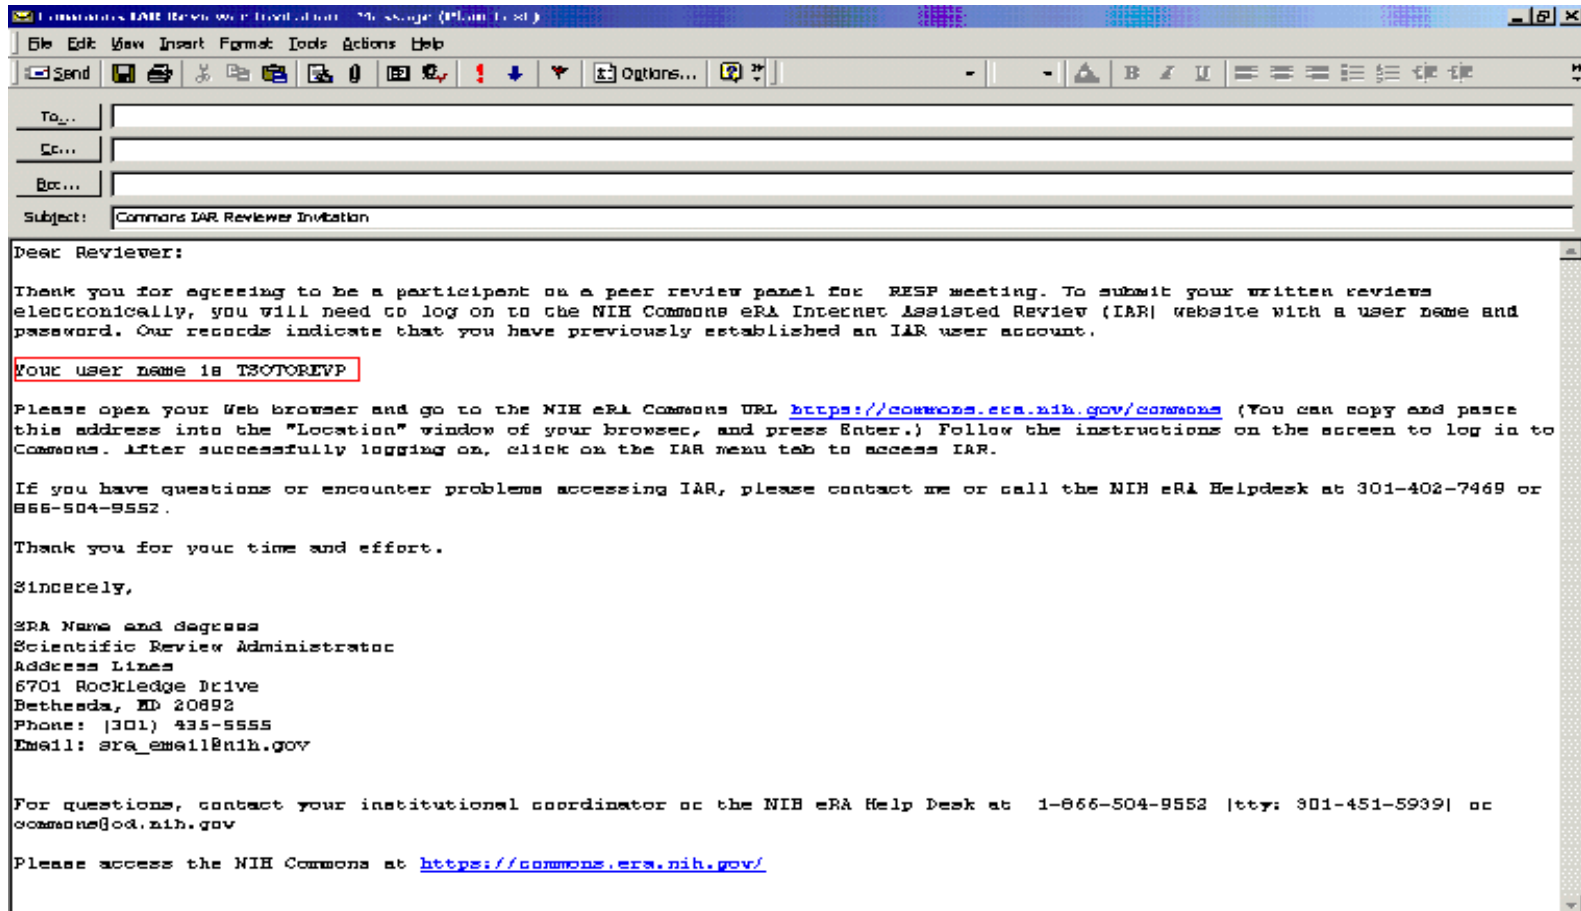 Commons IAR Reviewer Invitation - Message (Plain Text)
File Edit View Insert Format Tools Actions Help
Send Options... B I U
To...
Cc...
Bcc...
Subject: Commons IAR Reviewer Invitation
Dear Reviewer:
Thank you for agreeing to be a participant on a peer review panel for RESP meeting. To submit your written reviews
electronically, you will need to log on to the NIH Commons eRA Internet Assisted Review (IAR) website with a user name and
password. Our records indicate that you have previously established an IAR user account.
Your user name is TSOTOREVP
Please open your Web browser and go to the NIH eRA Commons URL https://commons.era.nih.gov/commons (You can copy and paste
this address into the "Location" window of your browser, and press Enter.) Follow the instructions on the screen to log in to
Commons. After successfully logging on, click on the IAR menu tab to access IAR.
If you have questions or encounter problems accessing IAR, please contact me or call the NIH eRA Helpdesk at 301-402-7469 or
866-504-9552.
Thank you for your time and effort.
Sincerely,
SRA Name and degrees
Scientific Review Administrator
Address Lines
6701 Rockledge Drive
Bethesda, MD 20892
Phone: (301) 435-5555
Email: sra_email@nih.gov
For questions, contact your institutional coordinator or the NIH eRA Help Desk at 1-866-504-9552 (tty: 301-451-5939) or
commons@od.nih.gov
Please access the NIH Commons at https://commons.era.nih.gov/